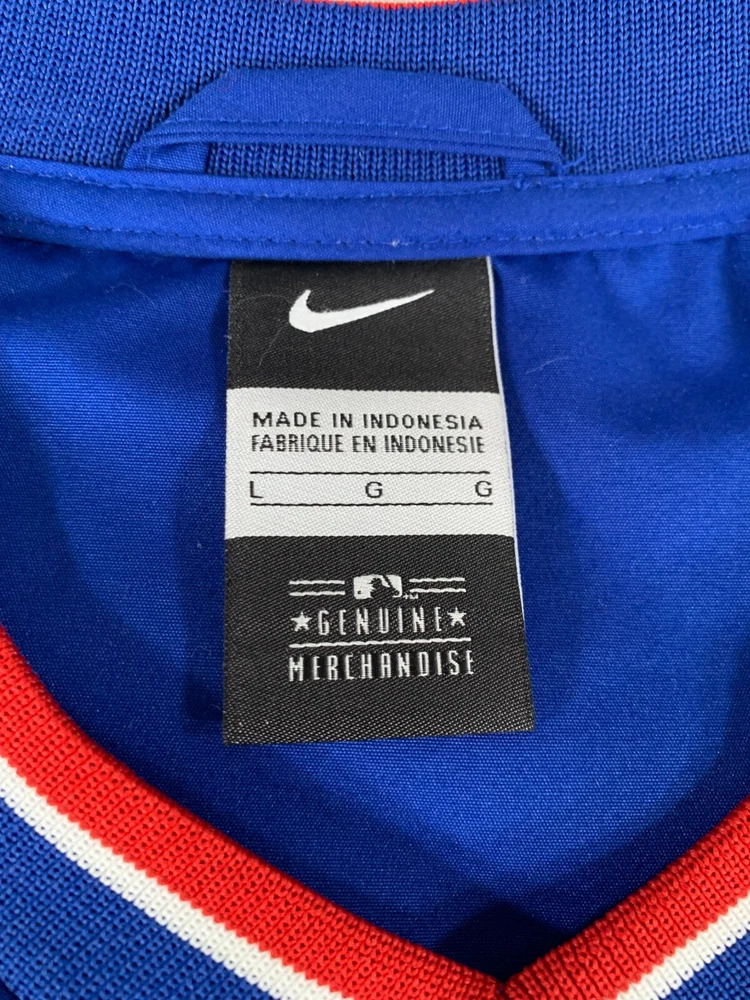 MADE IN INDONESIA
FABRIQUE EN INDONESIE
L G G
★GENUINE★
MERCHANDISE